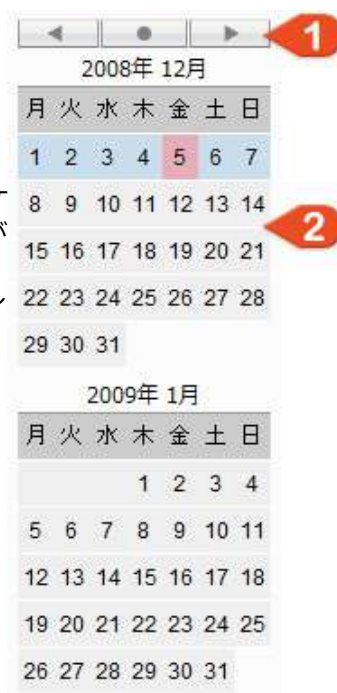 1
2008年 12月
月 火 水 木 金 土 日
1 2 3 4 5 6 7
8 9 10 11 12 13 14
2
15 16 17 18 19 20 21
22 23 24 25 26 27 28
29 30 31
2009年 1月
月 火 水 木 金 土 日
1 2 3 4
5 6 7 8 9 10 11
12 13 14 15 16 17 18
19 20 21 22 23 24 25
26 27 28 29 30 31